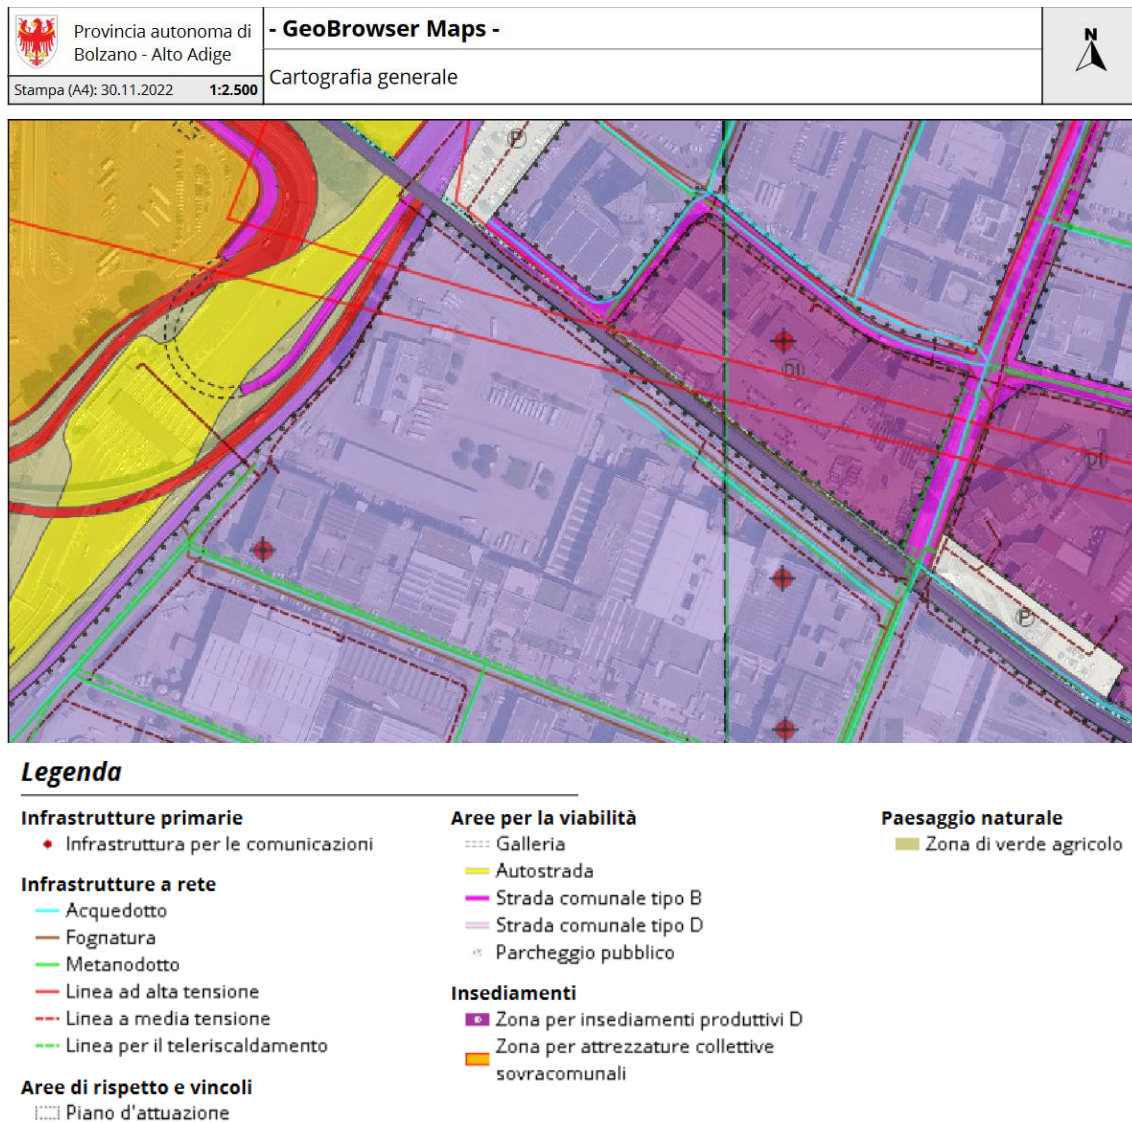 Provincia autonoma di
Bolzano - Alto Adige
- GeoBrowser Maps -
Cartografia generale
Stampa (A4): 30.11.2022 1:2.500
N
P
D1
D1
P
Legenda
Infrastrutture primarie
Infrastruttura per le comunicazioni
Infrastrutture a rete
Acquedotto
Fognatura
Metanodotto
Linea ad alta tensione
Linea a media tensione
Linea per il teleriscaldamento
Aree di rispetto e vincoli
Piano d'attuazione
Aree per la viabilità
Galleria
Autostrada
Strada comunale tipo B
Strada comunale tipo D
Parcheggio pubblico
Insediamenti
Zona per insediamenti produttivi D
Zona per attrezzature collettive
sovracomunali
Paesaggio naturale
Zona di verde agricolo